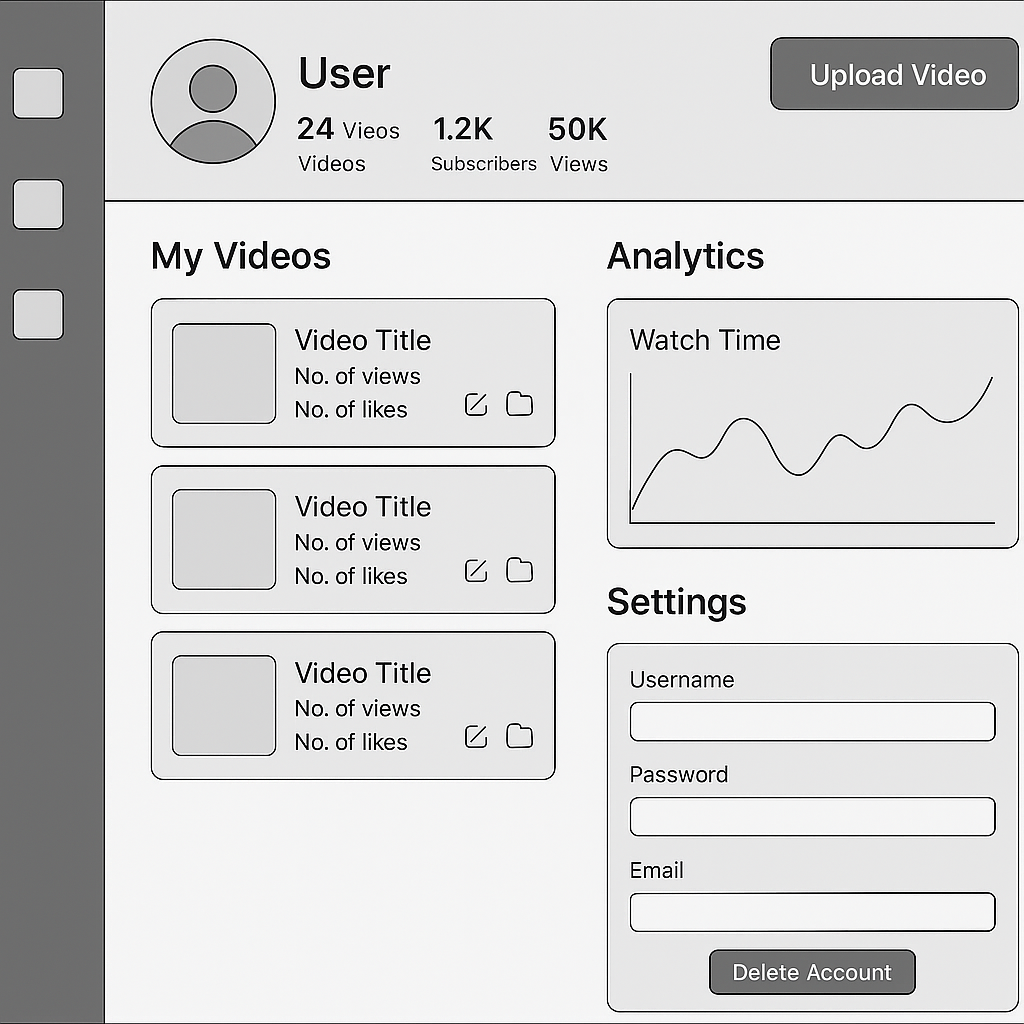 User
24 Vieos 1.2K 50K
Videos Subscribers Views
Upload Video
My Videos
Video Title
No. of views
No. of likes
Video Title
No. of views
No. of likes
Video Title
No. of views
No. of likes
Analytics
Watch Time
Settings
Username
Password
Email
Delete Account